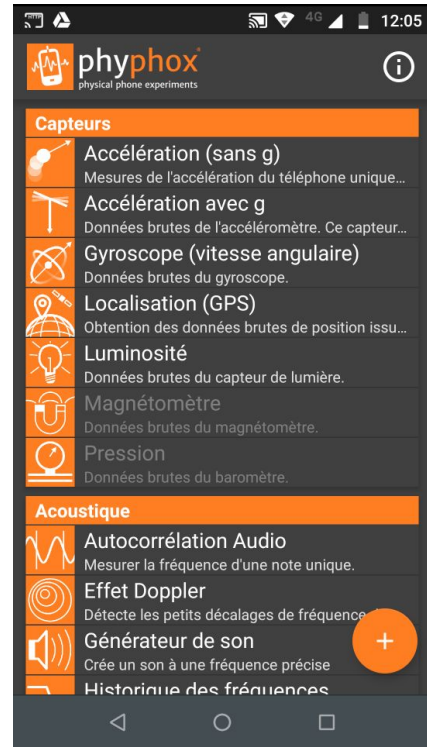 4G 12:05
phyphox
physical phone experiments
Capteurs
Accélération (sans g)
Mesures de l'accélération du téléphone unique...
Accélération avec g
Données brutes de l'accéléromètre. Ce capteur...
Gyroscope (vitesse angulaire)
Données brutes du gyroscope.
Localisation (GPS)
Obtention des données brutes de position issu...
Luminosité
Données brutes du capteur de lumière.
Magnétomètre
Données brutes du magnétomètre.
Pression
Données brutes du baromètre.
Acoustique
Autocorrélation Audio
Mesurer la fréquence d'une note unique.
Effet Doppler
Détecte les petits décalages de fréquence
Générateur de son
Crée un son à une fréquence précise
Historique des fréquences